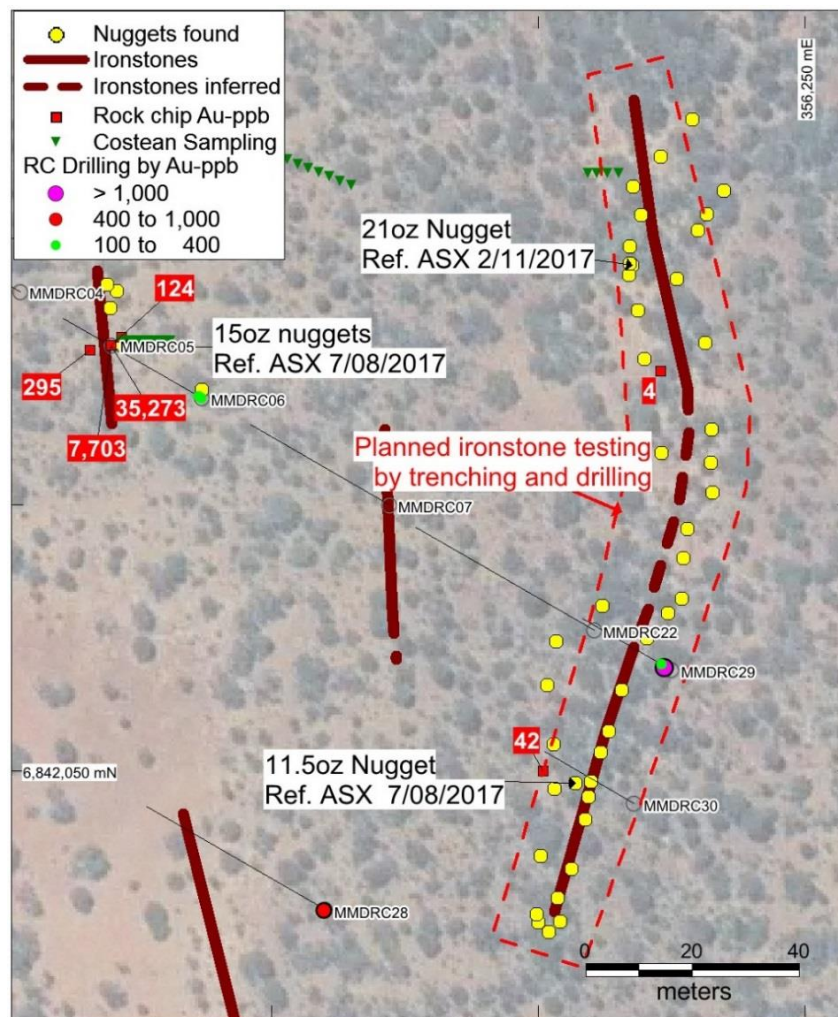 Nuggets found
Ironstones
Ironstones inferred
Rock chip Au-ppb
Costean Sampling
RC Drilling by Au-ppb
> 1,000
400 to 1,000
100 to 400
356,250 mE
21oz Nugget
Ref. ASX 2/11/2017
MMDRC04
124
15oz nuggets
Ref. ASX 7/08/2017
MMDRC05
295
35,273
MMDRC06
7,703
4
Planned ironstone testing
by trenching and drilling
MMDRC07
MMDRC22
MMDRC29
42
11.5oz Nugget
Ref. ASX 7/08/2017
6,842,050 mN
MMDRC30
MMDRC28
0 20 40
meters